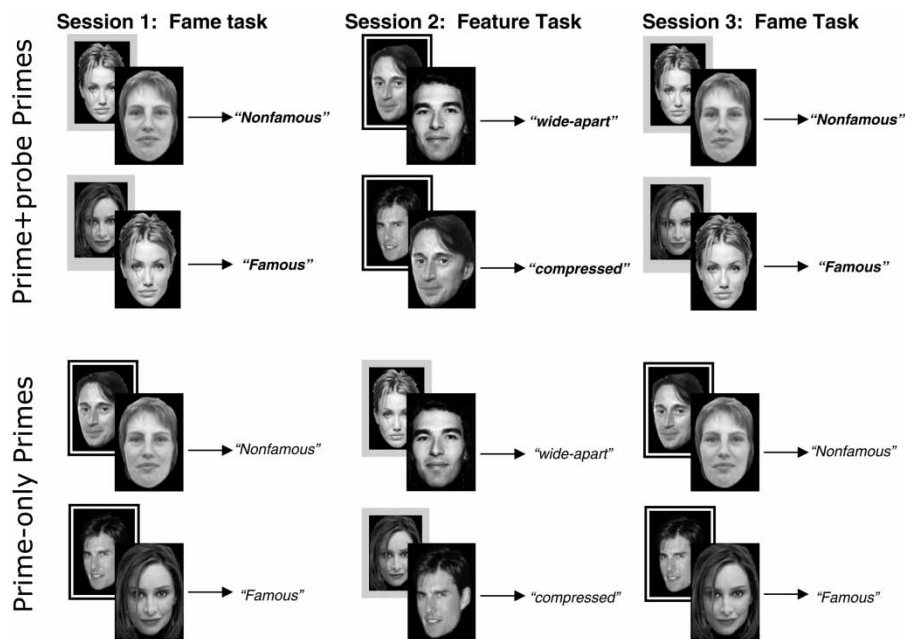 Session 1: Fame task
Session 2: Feature Task
Session 3: Fame Task
Prime+probe Primes
“Nonfamous”
“wide-apart”
“Nonfamous”
“Famous”
“compressed”
“Famous”
Prime-only Primes
“Nonfamous”
“wide-apart”
“Nonfamous”
“Famous”
“compressed”
“Famous”